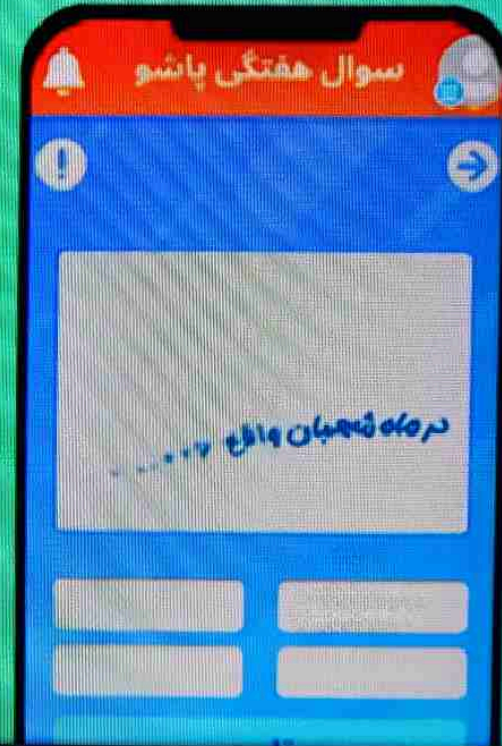 سوال هفتگی پاشو
!
در ماه شعبان واقع